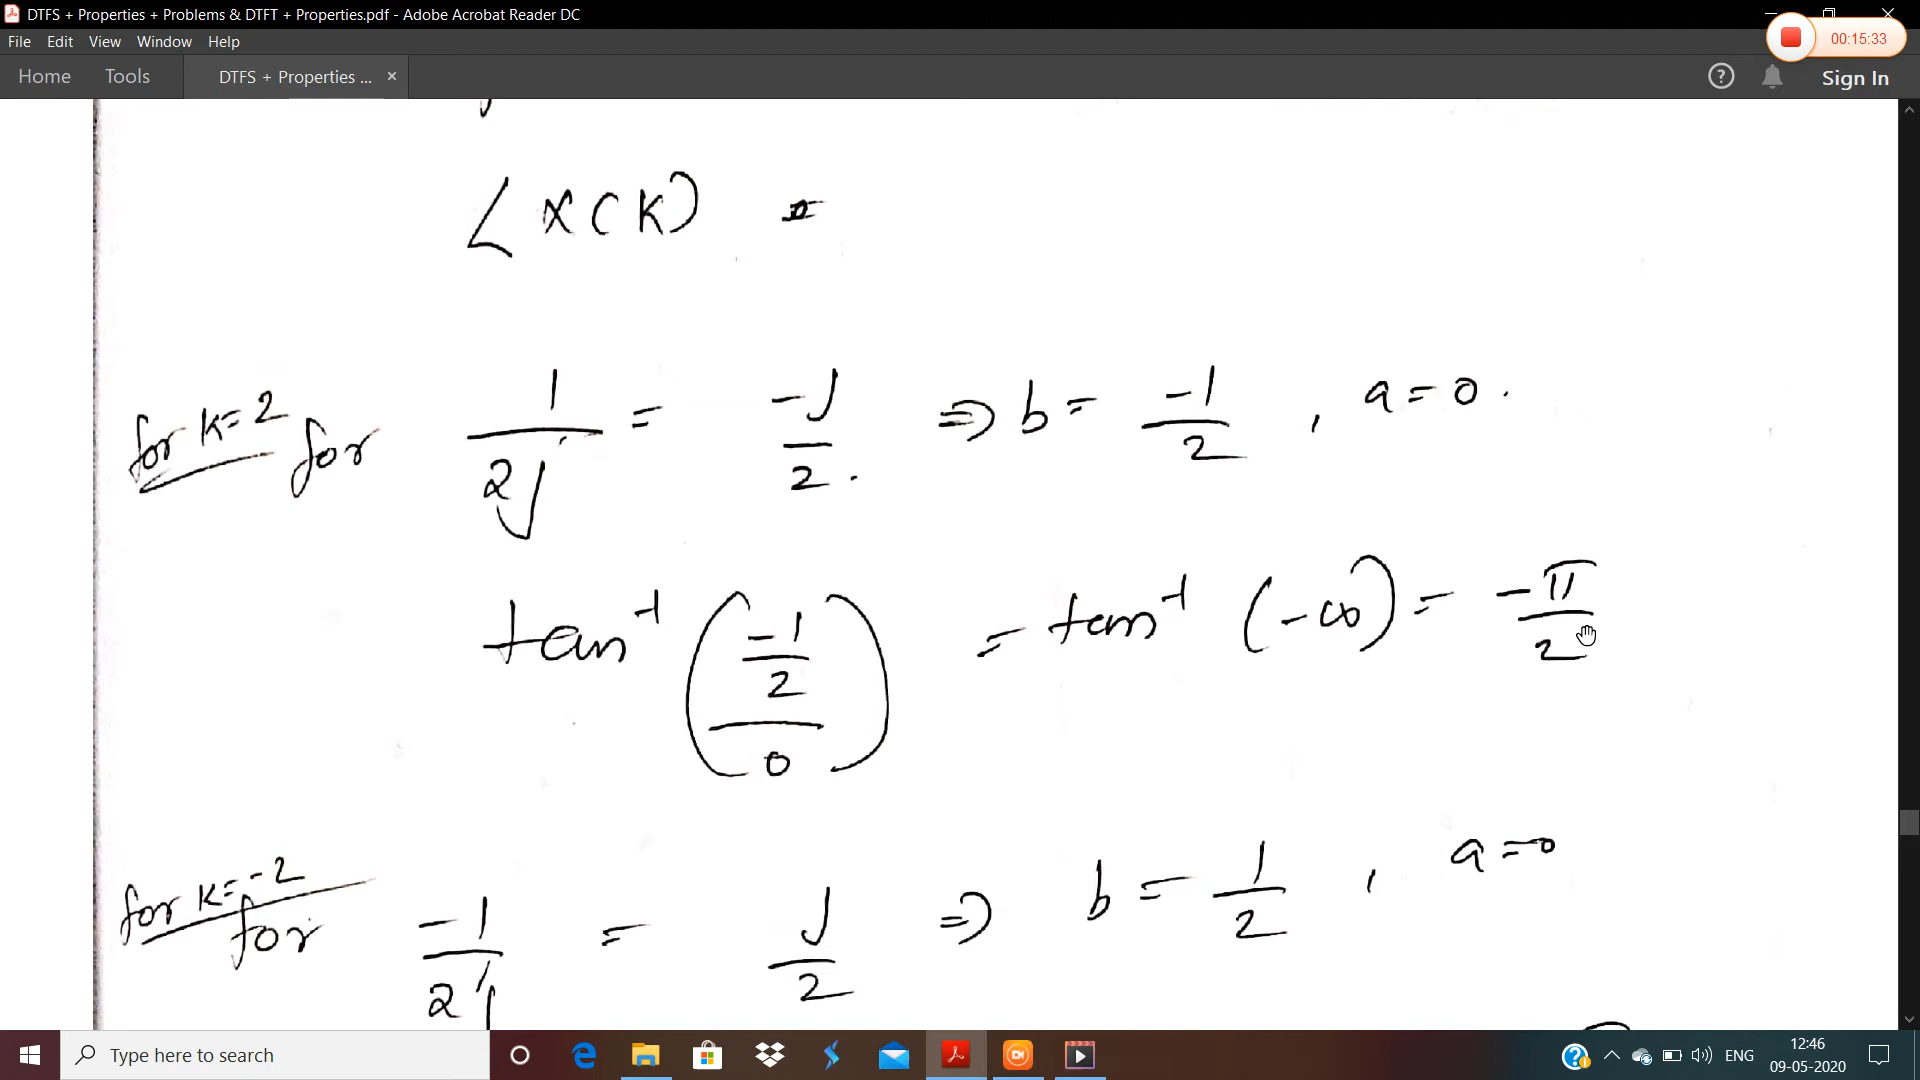 DTFS + Properties + Problems & DTFT + Properties.pdf - Adobe Acrobat Reader DC
00:15:33
File Edit View Window Help
Home Tools DTFS + Properties ... × ? Sign In
∠X(K) =
for K=2 for 1/2j = -J/2. ⇒ b = -1/2, a=0.
tan⁻¹ ((-1/2)/0) = tan⁻¹ (-∞) = -π/2
for K=-2 for -1/2j = J/2 ⇒ b = 1/2, a=0
Type here to search
ENG
12:46
09-05-2020